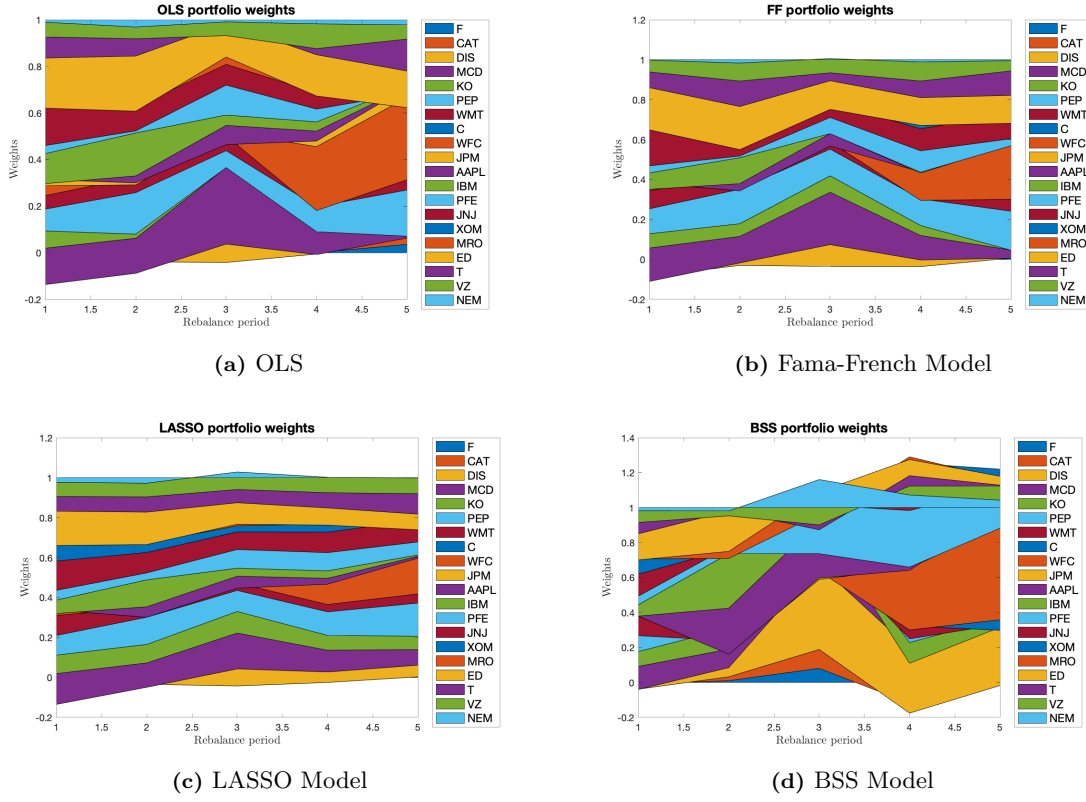 OLS portfolio weights
1
0.8
0.6
0.4
0.2
0
-0.2
Weights
1 1.5 2 2.5 3 3.5 4 4.5 5
Rebalance period
F
CAT
DIS
MCD
KO
PEP
WMT
C
WFC
JPM
AAPL
IBM
PFE
JNJ
XOM
MRO
ED
T
VZ
NEM
(a) OLS
FF portfolio weights
1.2
1
0.8
0.6
0.4
0.2
0
-0.2
Weights
1 1.5 2 2.5 3 3.5 4 4.5 5
Rebalance period
F
CAT
DIS
MCD
KO
PEP
WMT
C
WFC
JPM
AAPL
IBM
PFE
JNJ
XOM
MRO
ED
T
VZ
NEM
(b) Fama-French Model
LASSO portfolio weights
1.2
1
0.8
0.6
0.4
0.2
0
-0.2
Weights
1 1.5 2 2.5 3 3.5 4 4.5 5
Rebalance period
F
CAT
DIS
MCD
KO
PEP
WMT
C
WFC
JPM
AAPL
IBM
PFE
JNJ
XOM
MRO
ED
T
VZ
NEM
(c) LASSO Model
BSS portfolio weights
1.4
1.2
1
0.8
0.6
0.4
0.2
0
-0.2
Weights
1 1.5 2 2.5 3 3.5 4 4.5 5
Rebalance period
F
CAT
DIS
MCD
KO
PEP
WMT
C
WFC
JPM
AAPL
IBM
PFE
JNJ
XOM
MRO
ED
T
VZ
NEM
(d) BSS Model